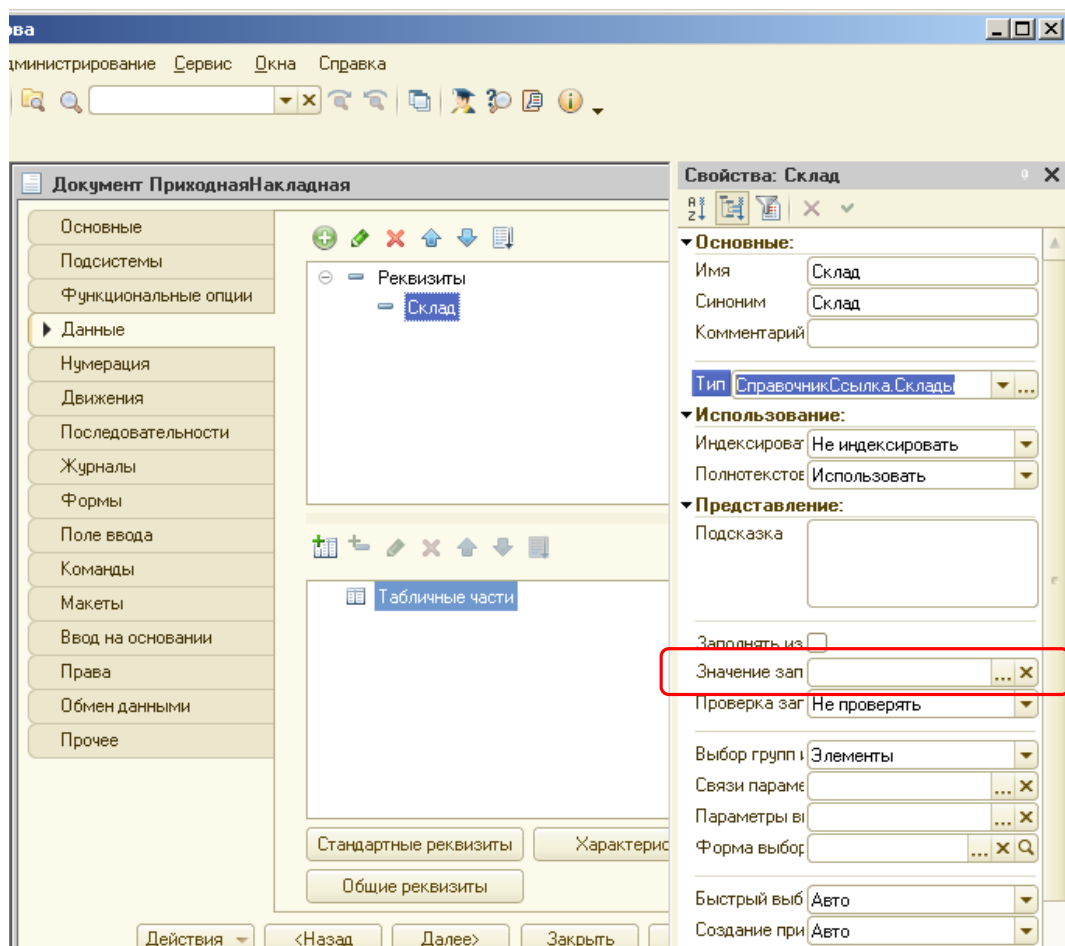 ова
дминистрирование Сервис Окна Справка
Документ ПриходнаяНакладная
Основные
Подсистемы
Функциональные опции
Данные
Нумерация
Движения
Последовательности
Журналы
Формы
Поле ввода
Команды
Макеты
Ввод на основании
Права
Обмен данными
Прочее
Реквизиты
Склад
Табличные части
Стандартные реквизиты Характерис
Общие реквизиты
Действия <Назад Далее> Закрыть
Свойства: Склад
Основные:
Имя Склад
Синоним Склад
Комментарий
Тип СправочникСсылка.Склады
Использование:
Индексироват Не индексировать
Полнотекстов Использовать
Представление:
Подсказка
Заполнять из
Значение зап ...
Проверка зап Не проверять
Выбор групп и Элементы
Связи параме ...
Параметры вы ...
Форма выбор ...
Быстрый выб Авто
Создание при Авто